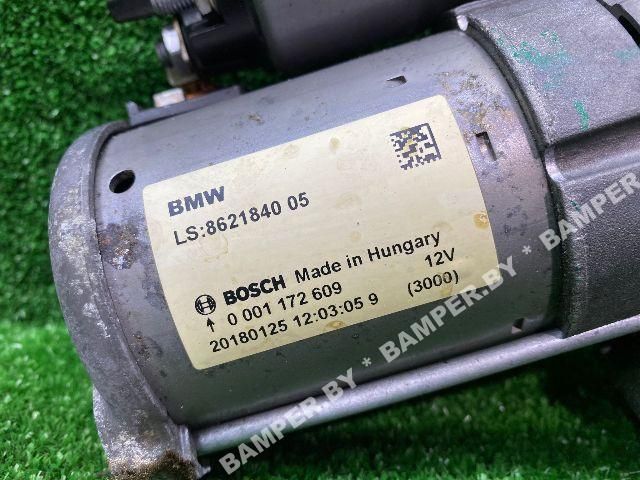 BMW
LS:8621840 05
BOSCH Made in Hungary
0 001 172 609 12V
20180125 12:03:05 9 (3000)
BAMPER.BY * BAMPER.BY * BAMPER.BY